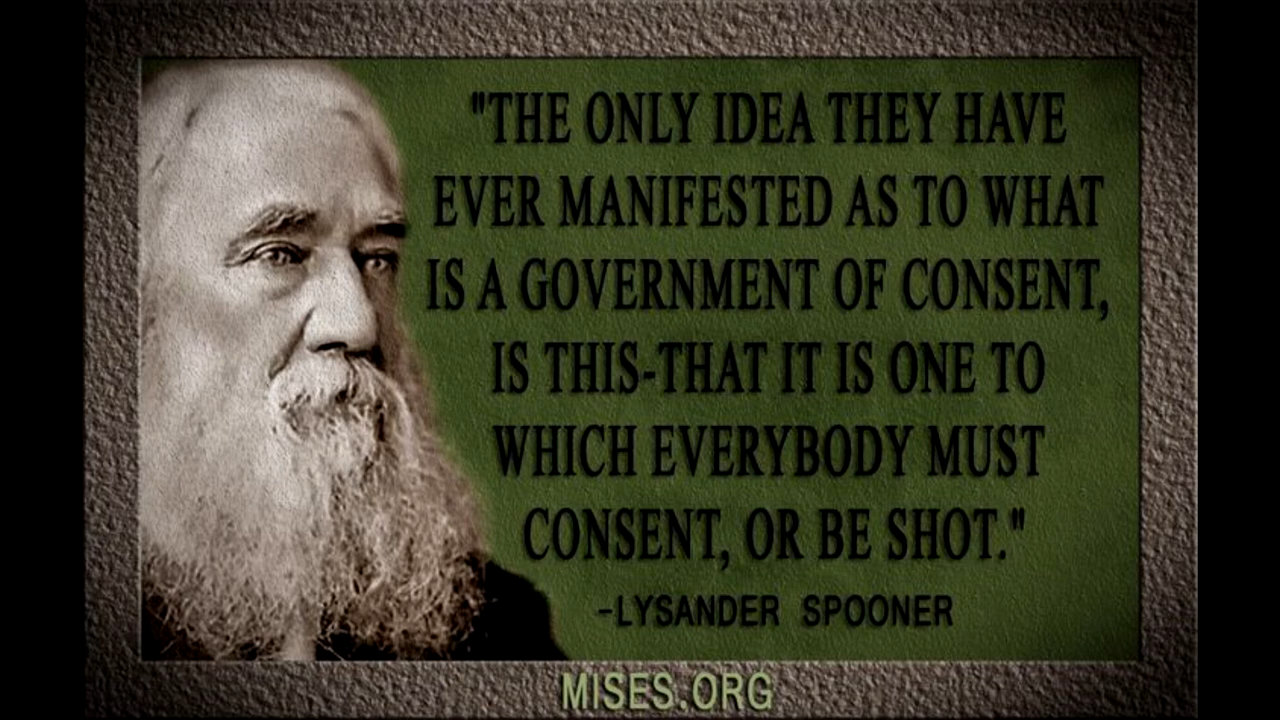 "THE ONLY IDEA THEY HAVE
EVER MANIFESTED AS TO WHAT
IS A GOVERNMENT OF CONSENT,
IS THIS-THAT IT IS ONE TO
WHICH EVERYBODY MUST
CONSENT, OR BE SHOT."
-LYSANDER SPOONER
MISES.ORG